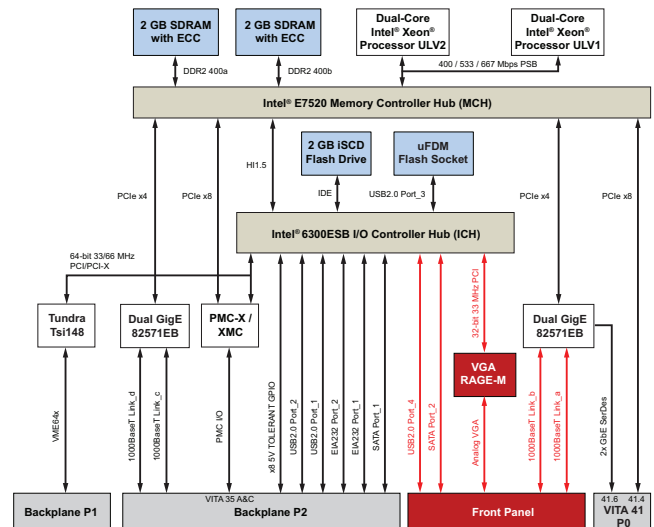 2 GB SDRAM
with ECC
2 GB SDRAM
with ECC
Dual-Core
Intel® Xeon®
Processor ULV2
Dual-Core
Intel® Xeon®
Processor ULV1
DDR2 400a
DDR2 400b
400 / 533 / 667 Mbps PSB
Intel® E7520 Memory Controller Hub (MCH)
2 GB iSCD
Flash Drive
uFDM
Flash Socket
HI1.5
IDE
USB2.0 Port_3
PCIe x4
PCIe x8
PCIe x4
PCIe x8
Intel® 6300ESB I/O Controller Hub (ICH)
64-bit 33/66 MHz
PCI/PCI-X
32-bit 33 MHz PCI
Tundra
Tsi148
Dual GigE
82571EB
PMC-X /
XMC
Dual GigE
82571EB
VGA
RAGE-M
VME64x
1000BaseT Link_d
1000BaseT Link_c
PMC I/O
x8 5V TOLERANT GPIO
USB2.0 Port_2
USB2.0 Port_1
EIA232 Port_2
EIA232 Port_1
SATA Port_1
USB2.0 Port_4
SATA Port_2
Analog VGA
1000BaseT Link_b
1000BaseT Link_a
2x GbE SerDes
Backplane P1
VITA 35 A&C
Backplane P2
Front Panel
41.6 41.4
VITA 41
P0